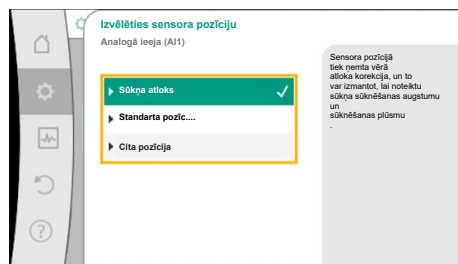 Izvēlēties sensora pozīciju
Analogā ieeja (AI1)
Sūkņa atloks
Standarta pozīc....
Cita pozīcija
Sensora pozīcijā
tiek ņemta vērā
atloka korekcija, un to
var izmantot, lai noteiktu
sūkņa sūknēšanas augstumu
un
sūknēšanas plūsmu
.